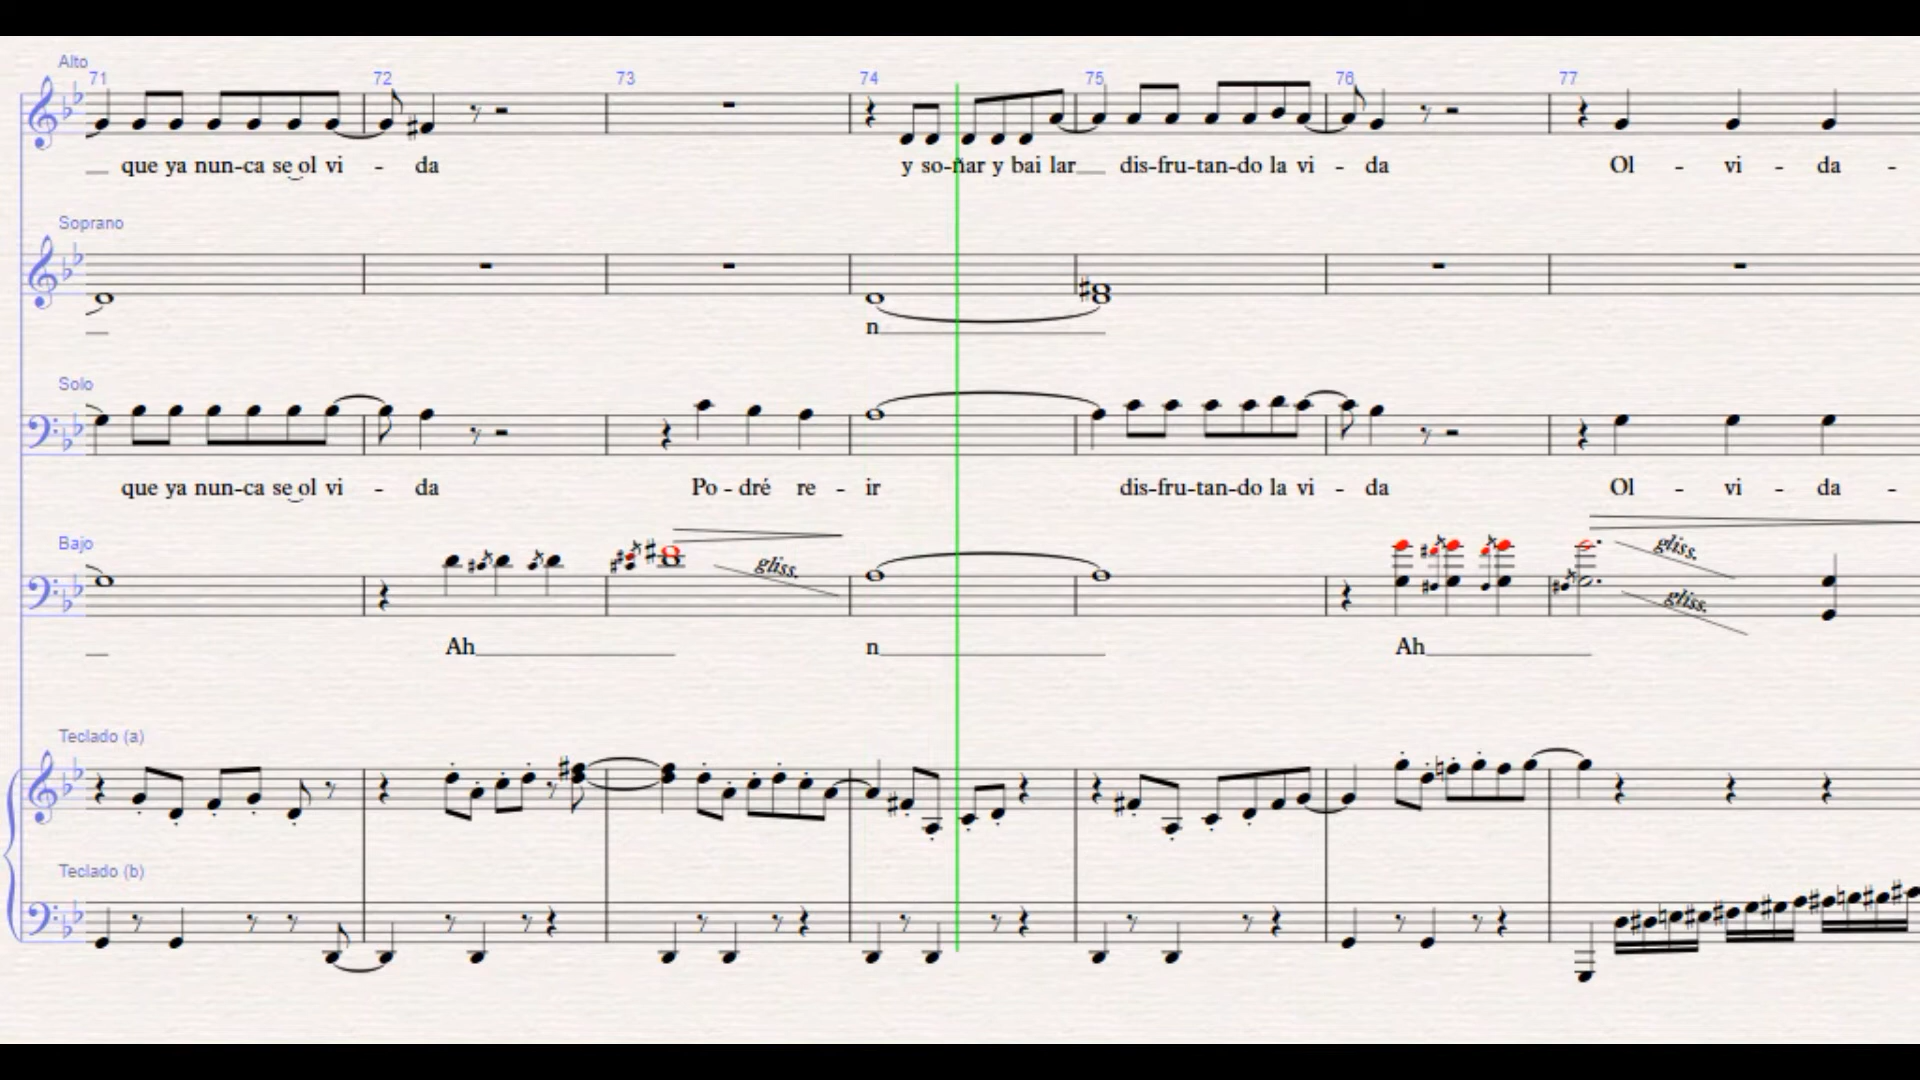 Alto
71 72 73 74 75 76 77
que ya nun-ca se ol vi - da y so-ñar y bai lar dis-fru-tan-do la vi - da Ol - vi - da -
Soprano
n
Solo
que ya nun-ca se ol vi - da Po - dré re - ir dis-fru-tan-do la vi - da Ol - vi - da -
Bajo
gliss. gliss.
gliss.
Ah n Ah
Teclado (a)
Teclado (b)